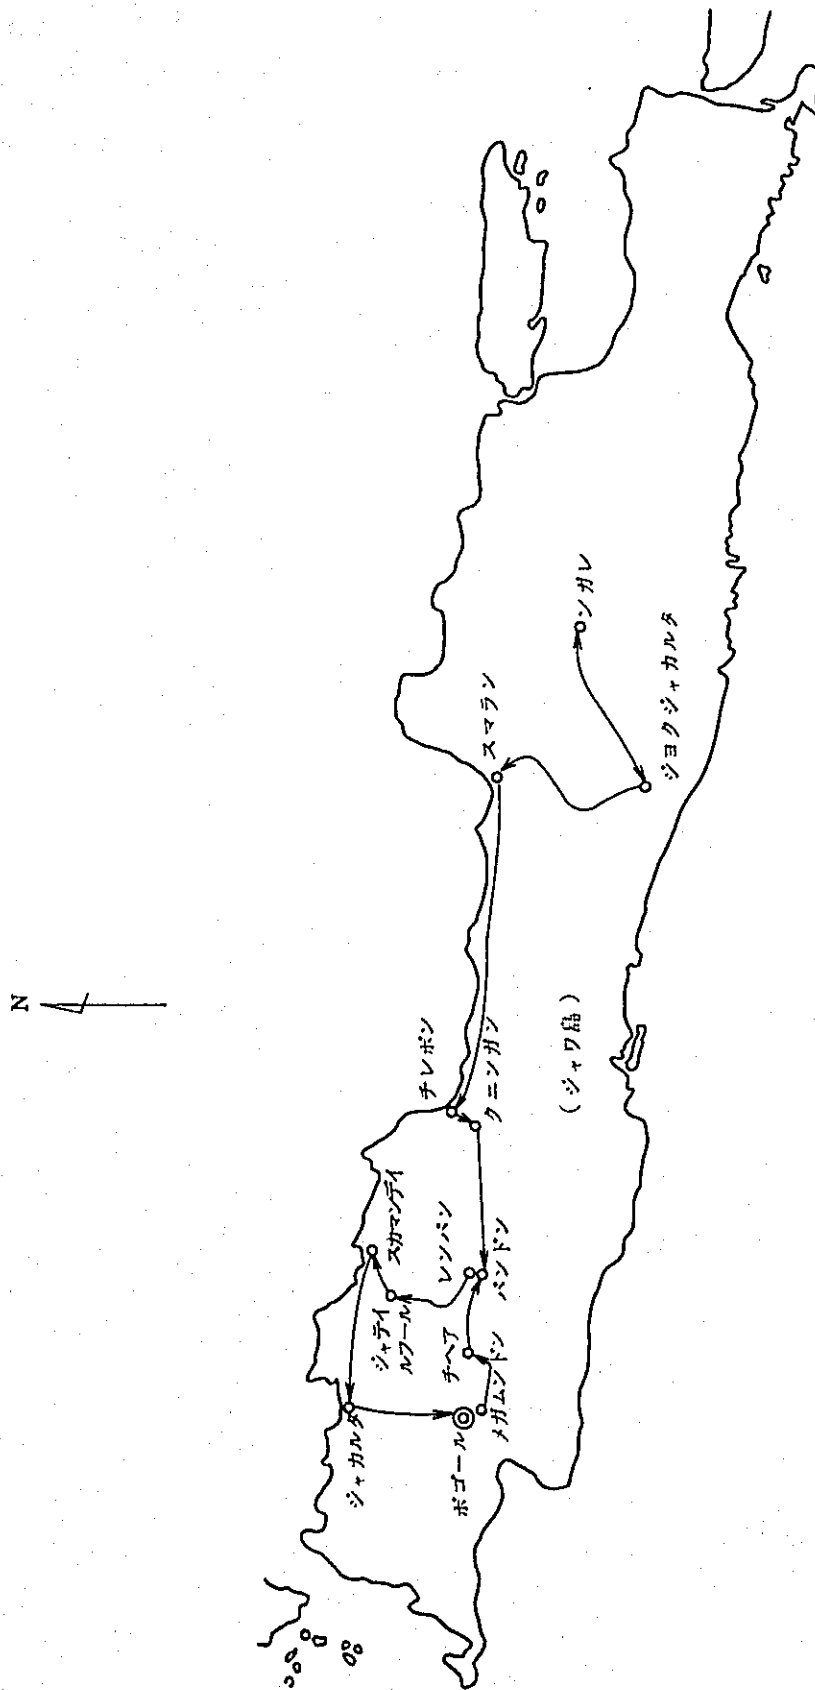 N
スマラン
ンガレ
ジョクジャカルタ
チレボン
クニンガン
(ジャワ島)
スカマンディ
レンバン
バンドン
ジャティ
ルフール
チヘア
メガムンドン
ジャカルタ
ボゴール